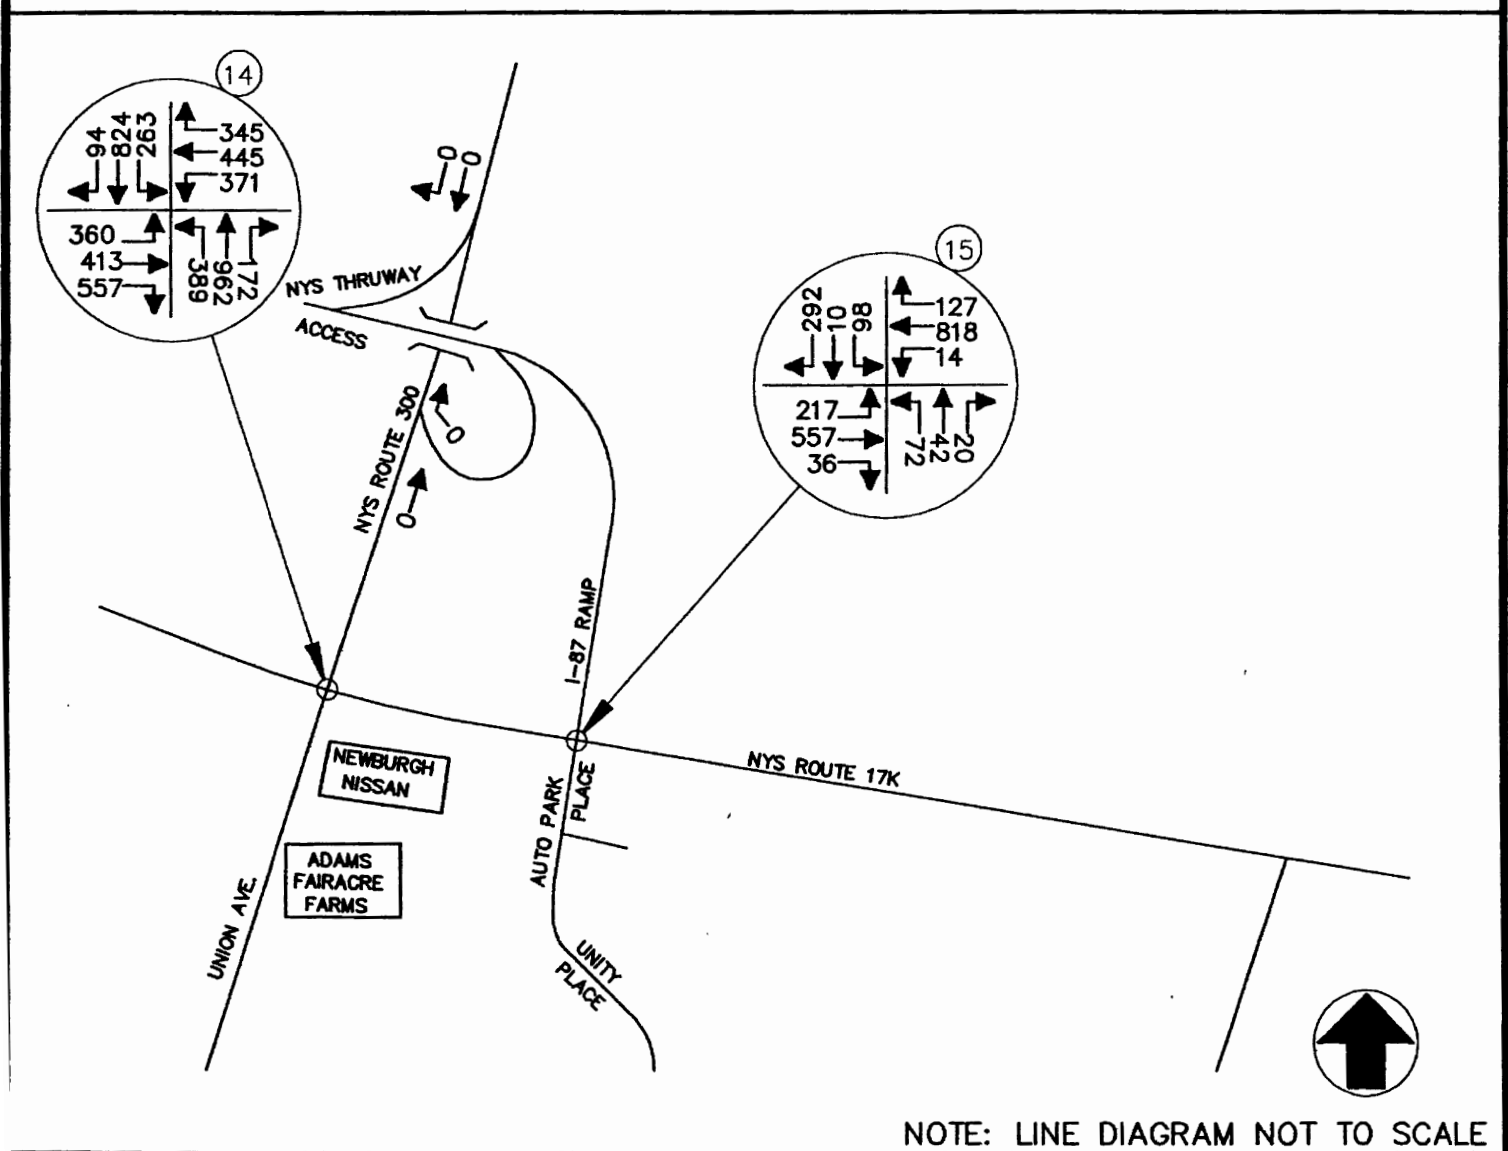 14
94
824
263
345
445
371
360
413
557
389
962
172
0
0
NYS THRUWAY
ACCESS
15
292
10
98
127
818
14
217
557
36
72
42
20
NYS ROUTE 300
0
0
I-87 RAMP
NEWBURGH
NISSAN
NYS ROUTE 17K
AUTO PARK
PLACE
ADAMS
FAIRACRE
FARMS
UNION AVE.
UNITY
PLACE
NOTE: LINE DIAGRAM NOT TO SCALE